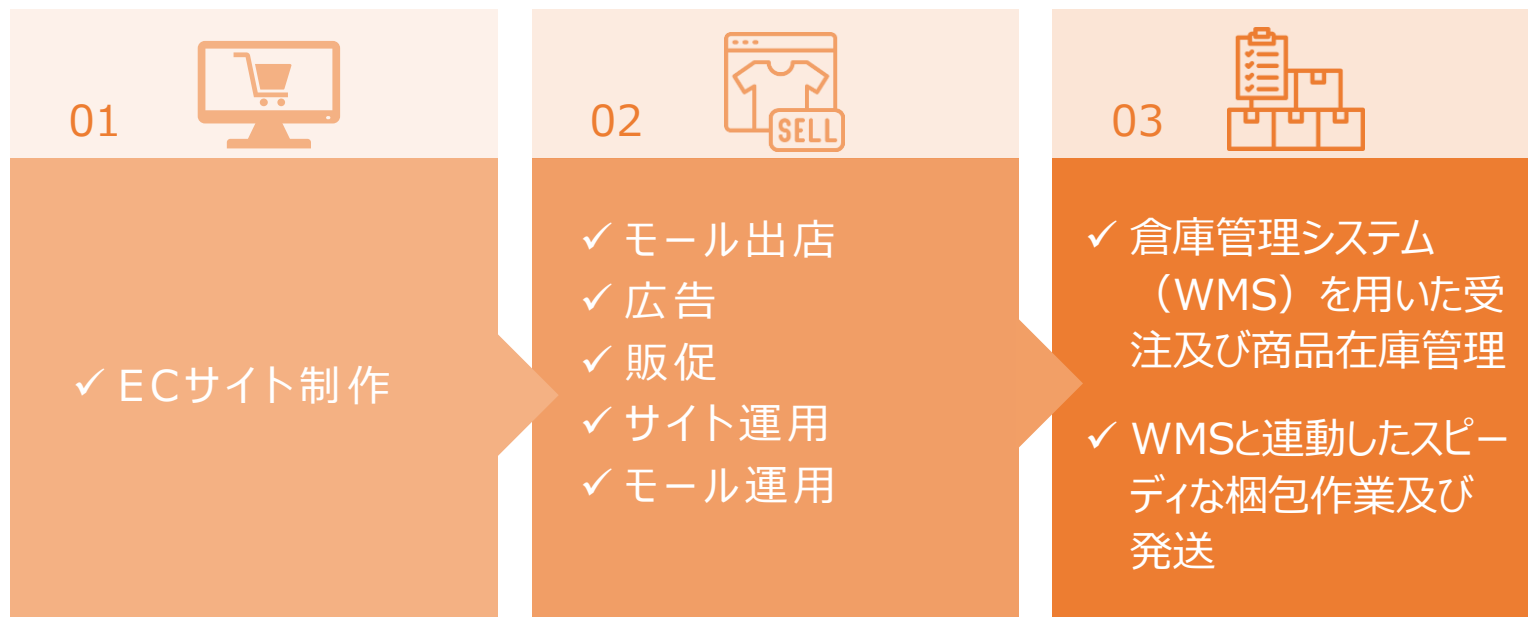 01
✓ ECサイト制作
02
SELL
✓ モール出店
✓ 広告
✓ 販促
✓ サイト運用
✓ モール運用
03
✓ 倉庫管理システム
（WMS）を用いた受
注及び商品在庫管理
✓ WMSと連動したスピー
ディな梱包作業及び
発送